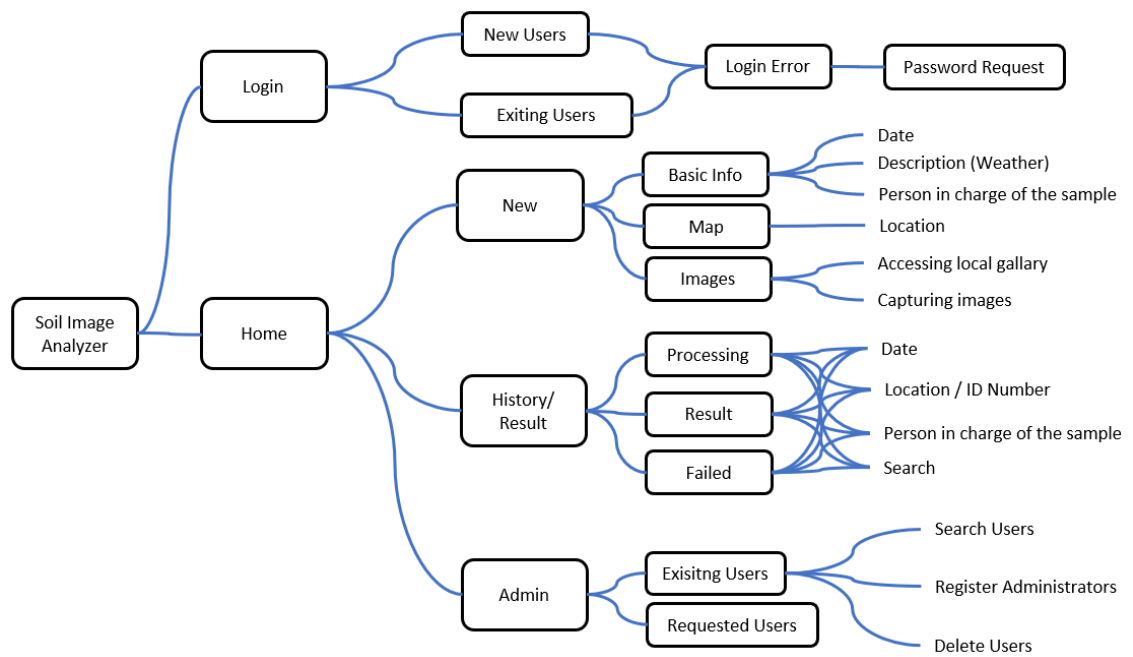 Soil Image
Analyzer
Login
New Users
Exiting Users
Login Error
Password Request
Home
New
Basic Info
Date
Description (Weather)
Person in charge of the sample
Map
Location
Images
Accessing local gallary
Capturing images
History/
Result
Processing
Result
Failed
Date
Location / ID Number
Person in charge of the sample
Search
Admin
Exisitng Users
Search Users
Register Administrators
Delete Users
Requested Users